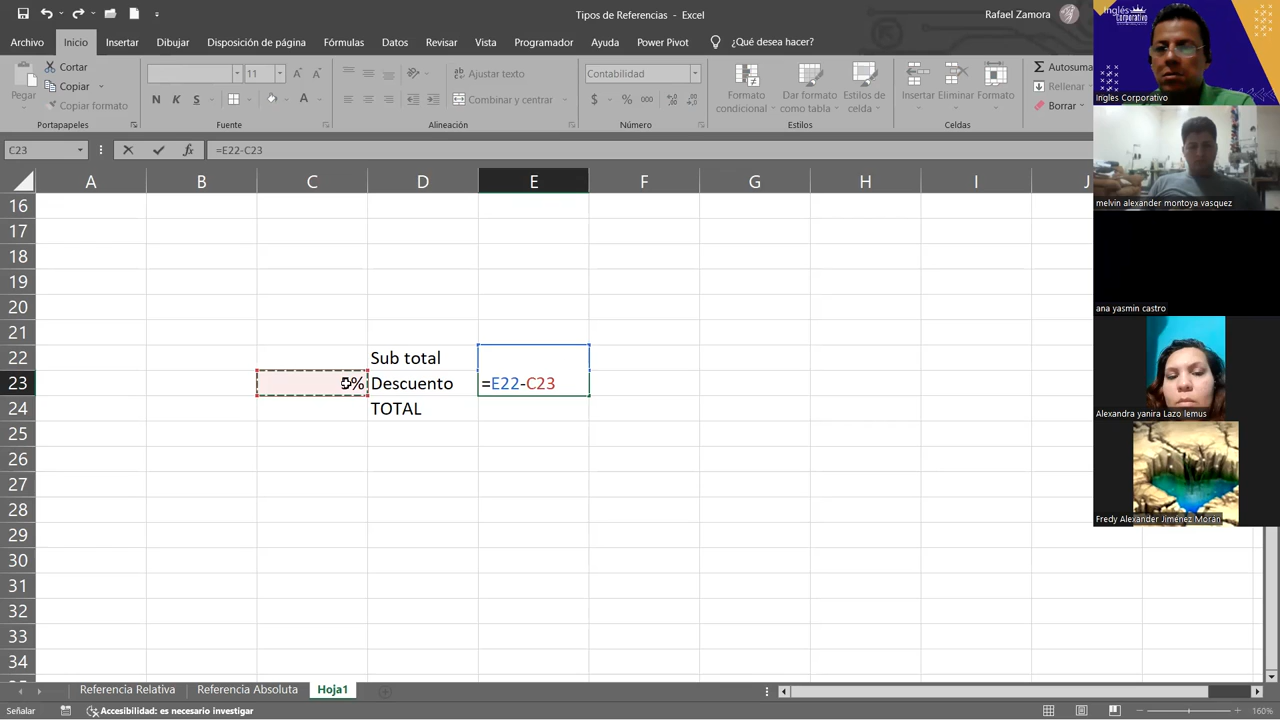 Tipos de Referencias - Excel
Rafael Zamora
Archivo Inicio Insertar Dibujar Disposición de página Fórmulas Datos Revisar Vista Programador Ayuda Power Pivot ¿Qué desea hacer?
Pegar
Cortar
Copiar
Copiar formato
Portapapeles
11
N K S
Fuente
Ajustar texto
Combinar y centrar
Alineación
Contabilidad
$ % 000
Número
Formato condicional
Dar formato como tabla
Estilos de celda
Estilos
Insertar Eliminar Formato
Celdas
Autosuma
Rellenar
Borrar
C23
fx
=E22-C23
A B C D E F G H I J
16
17
18
19
20
21
22 Sub total
23 % Descuento =E22-C23
24 TOTAL
25
26
27
28
29
30
31
32
33
34
Referencia Relativa Referencia Absoluta Hoja1
Señalar
Accesibilidad: es necesario investigar
160%
Inglés Corporativo
Ingles Corporativo
melvin alexander montoya vasquez
ana yasmin castro
Alexandra yanira Lazo lemus
Fredy Alexander Jiménez Morán